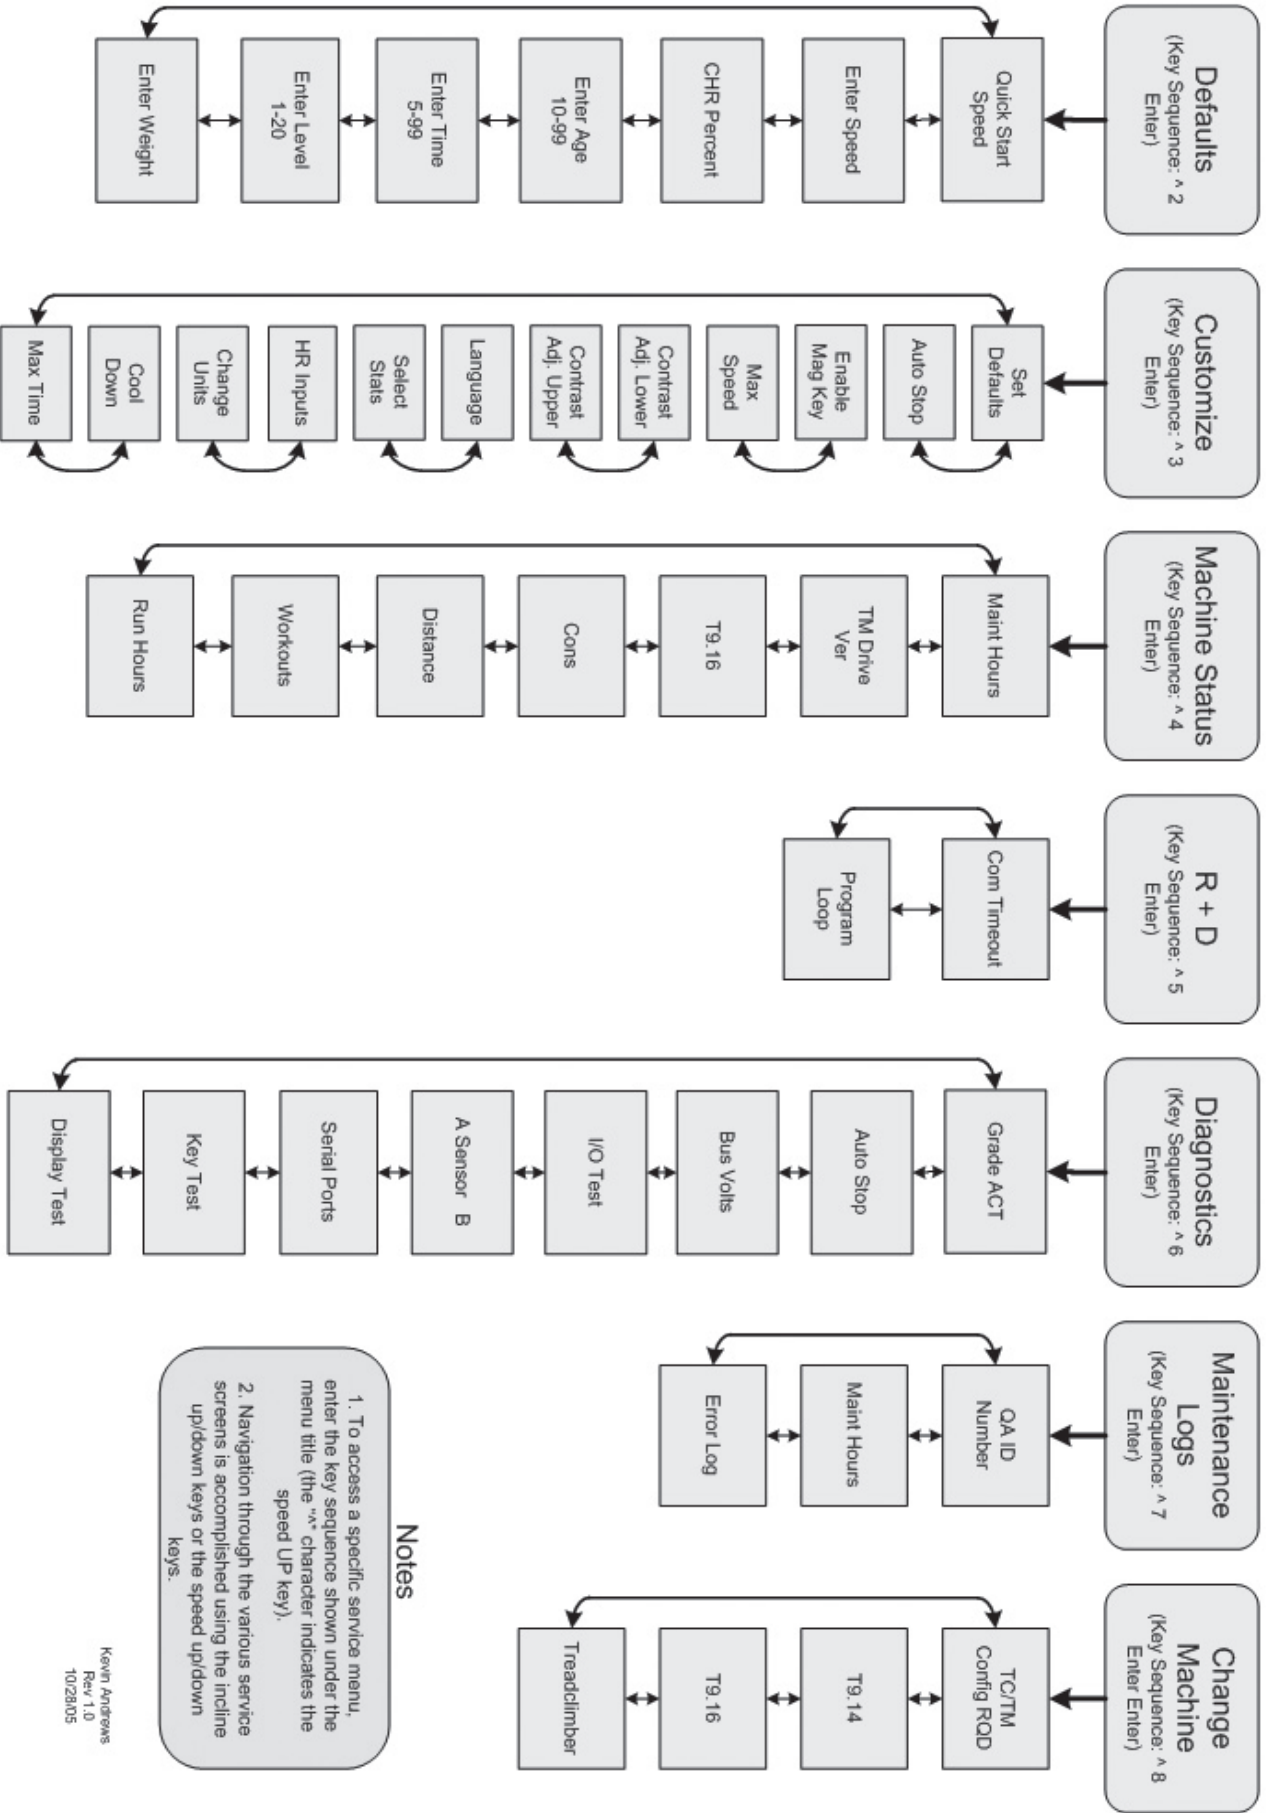 Defaults
(Key Sequence: ^ 2
Enter)
Quick Start
Speed
Enter Speed
CHR Percent
Enter Age
10-99
Enter Time
5-99
Enter Level
1-20
Enter Weight
Customize
(Key Sequence: ^ 3
Enter)
Set
Defaults
Auto Stop
Enable
Mag Key
Max
Speed
Contrast
Adj. Lower
Contrast
Adj. Upper
Language
Select
Stats
HR Inputs
Change
Units
Cool
Down
Max Time
Machine Status
(Key Sequence: ^ 4
Enter)
Maint Hours
TM Drive
Ver
T9.16
Cons
Distance
Workouts
Run Hours
R + D
(Key Sequence: ^ 5
Enter)
Com Timeout
Program
Loop
Diagnostics
(Key Sequence: ^ 6
Enter)
Grade ACT
Auto Stop
Bus Volts
I/O Test
A Sensor B
Serial Ports
Key Test
Display Test
Maintenance
Logs
(Key Sequence: ^ 7
Enter)
QA ID
Number
Maint Hours
Error Log
Change
Machine
(Key Sequence: ^ 8
Enter Enter)
TC/TM
Config RQD
T9.14
T9.16
Treadclimber
Notes
1. To access a specific service menu,
enter the key sequence shown under the
menu title (the "^" character indicates the
speed UP key).
2. Navigation through the various service
screens is accomplished using the incline
up/down keys or the speed up/down
keys.
Kevin Andrews
Rev 1.0
10/28/05